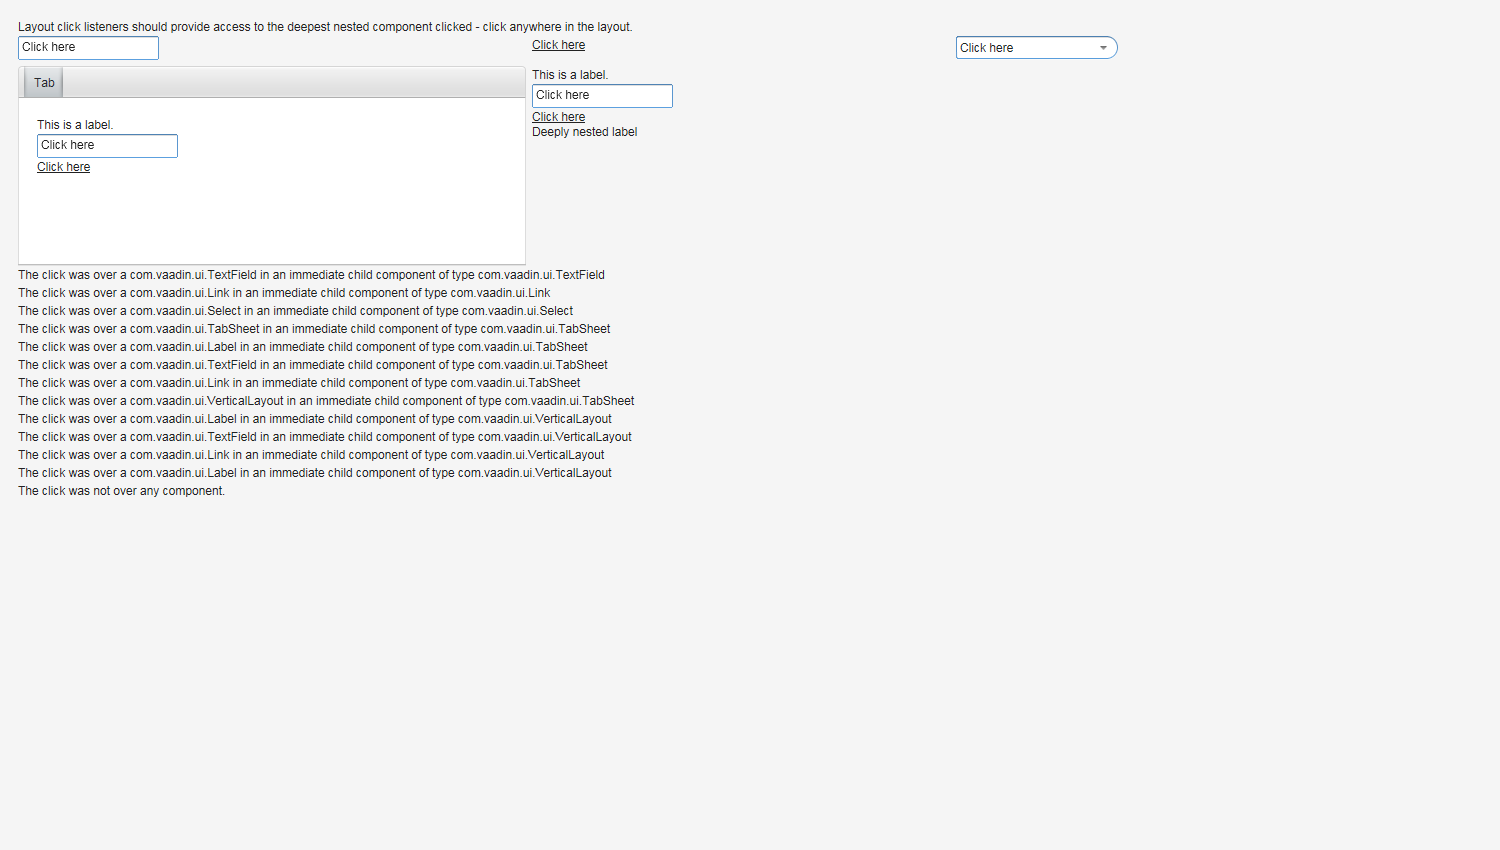 Layout click listeners should provide access to the deepest nested component clicked - click anywhere in the layout.
Click here
Click here
Click here
Tab
This is a label.
Click here
Click here
This is a label.
Click here
Click here
Deeply nested label
The click was over a com.vaadin.ui.TextField in an immediate child component of type com.vaadin.ui.TextField
The click was over a com.vaadin.ui.Link in an immediate child component of type com.vaadin.ui.Link
The click was over a com.vaadin.ui.Select in an immediate child component of type com.vaadin.ui.Select
The click was over a com.vaadin.ui.TabSheet in an immediate child component of type com.vaadin.ui.TabSheet
The click was over a com.vaadin.ui.Label in an immediate child component of type com.vaadin.ui.TabSheet
The click was over a com.vaadin.ui.TextField in an immediate child component of type com.vaadin.ui.TabSheet
The click was over a com.vaadin.ui.Link in an immediate child component of type com.vaadin.ui.TabSheet
The click was over a com.vaadin.ui.VerticalLayout in an immediate child component of type com.vaadin.ui.TabSheet
The click was over a com.vaadin.ui.Label in an immediate child component of type com.vaadin.ui.VerticalLayout
The click was over a com.vaadin.ui.TextField in an immediate child component of type com.vaadin.ui.VerticalLayout
The click was over a com.vaadin.ui.Link in an immediate child component of type com.vaadin.ui.VerticalLayout
The click was over a com.vaadin.ui.Label in an immediate child component of type com.vaadin.ui.VerticalLayout
The click was not over any component.